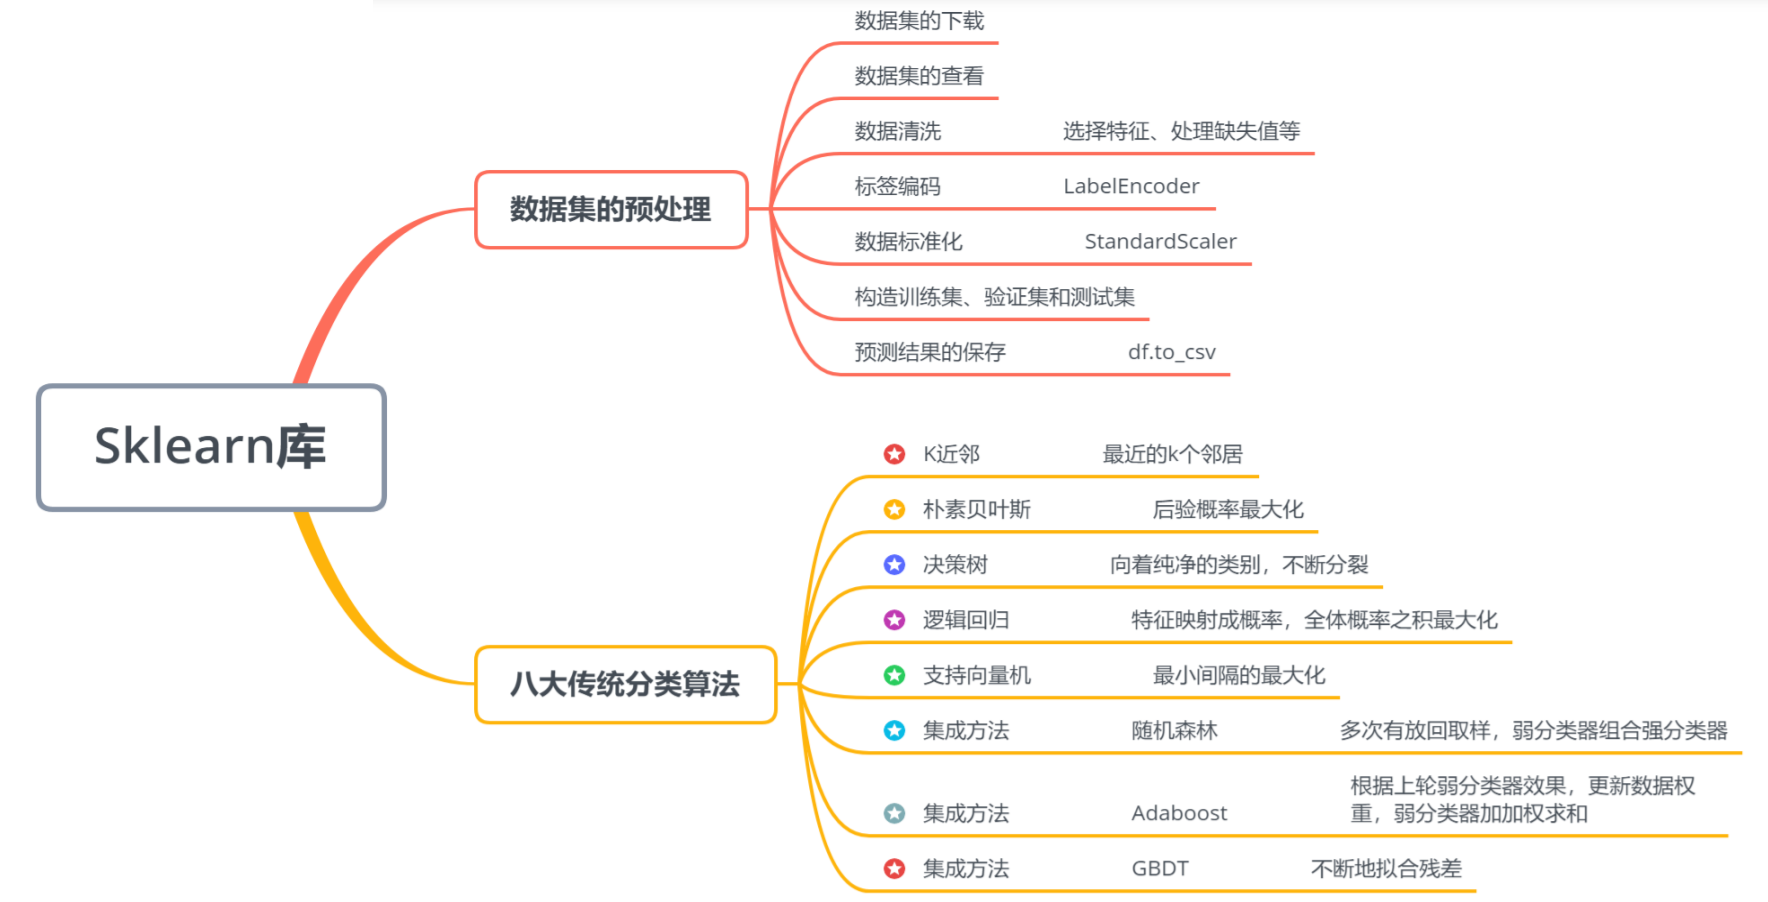 数据集的下载
数据集的查看
数据清洗 选择特征、处理缺失值等
标签编码 LabelEncoder
数据集的预处理
数据标准化 StandardScaler
构造训练集、验证集和测试集
预测结果的保存 df.to_csv
Sklearn库
K近邻 最近的k个邻居
朴素贝叶斯 后验概率最大化
决策树 向着纯净的类别，不断分裂
逻辑回归 特征映射成概率，全体概率之积最大化
支持向量机 最小间隔的最大化
八大传统分类算法
集成方法 随机森林 多次有放回取样，弱分类器组合强分类器
集成方法 Adaboost 根据上轮弱分类器效果，更新数据权
重，弱分类器加加权求和
集成方法 GBDT 不断地拟合残差